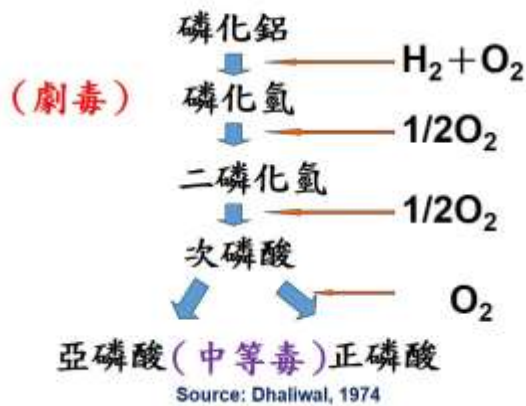 磷化鋁
H₂＋O₂
（劇毒）
磷化氫
1/2O₂
二磷化氫
1/2O₂
次磷酸
O₂
亞磷酸（中等毒）正磷酸
Source: Dhaliwal, 1974